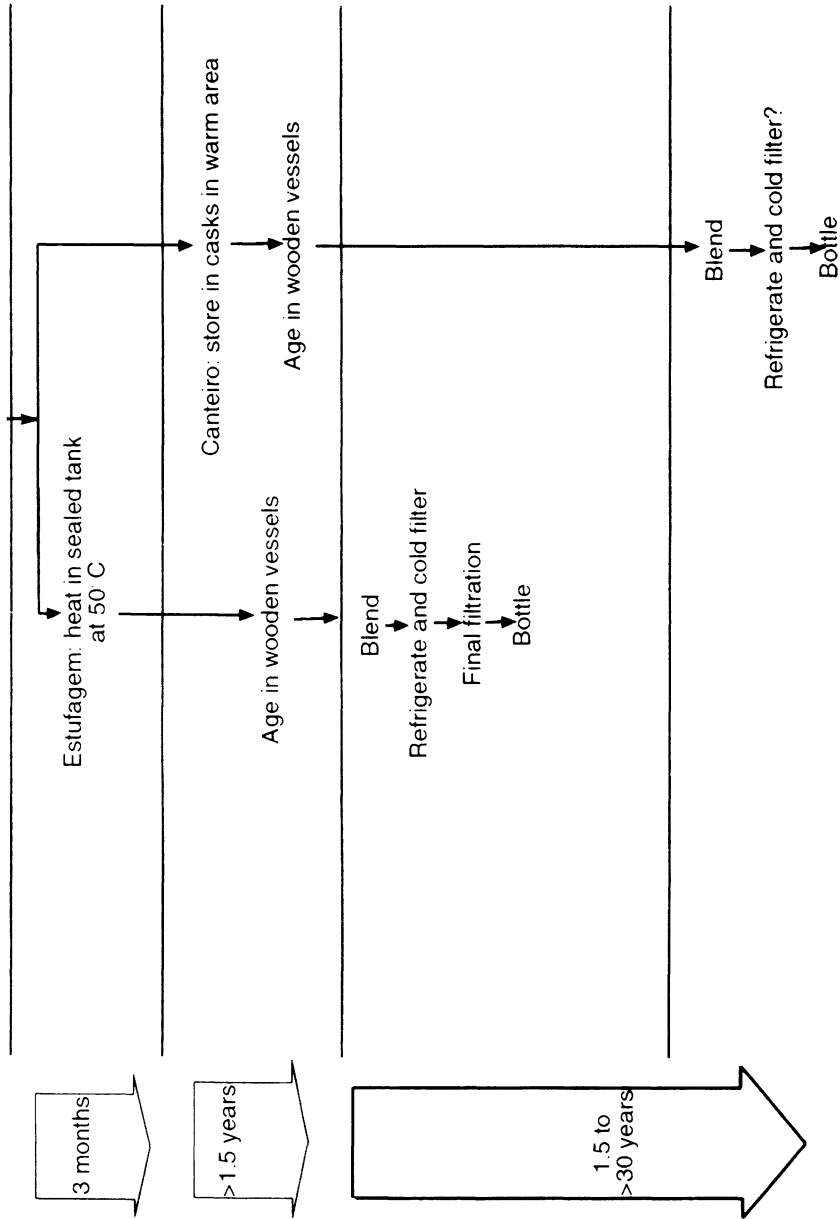 3 months
Estufagem: heat in sealed tank
at 50°C
>1.5 years
Canteiro: store in casks in warm area
Age in wooden vessels
Age in wooden vessels
1.5 to
>30 years
Blend
Refrigerate and cold filter
Final filtration
Bottle
Blend
Refrigerate and cold filter?
Bottle